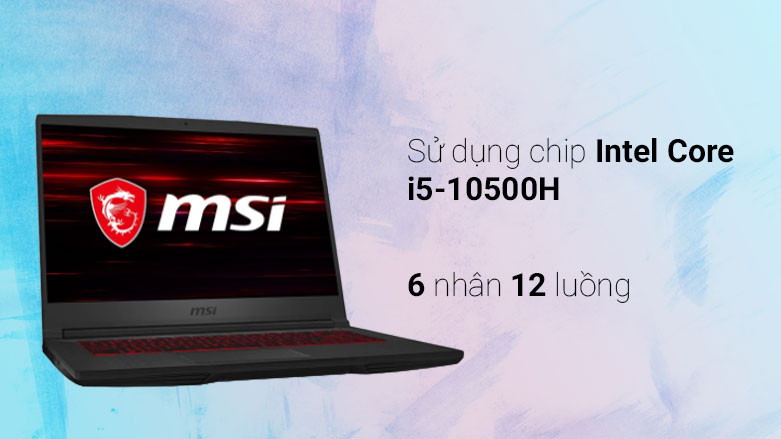 msi
msi
Sử dụng chip Intel Core
i5-10500H
6 nhân 12 luồng